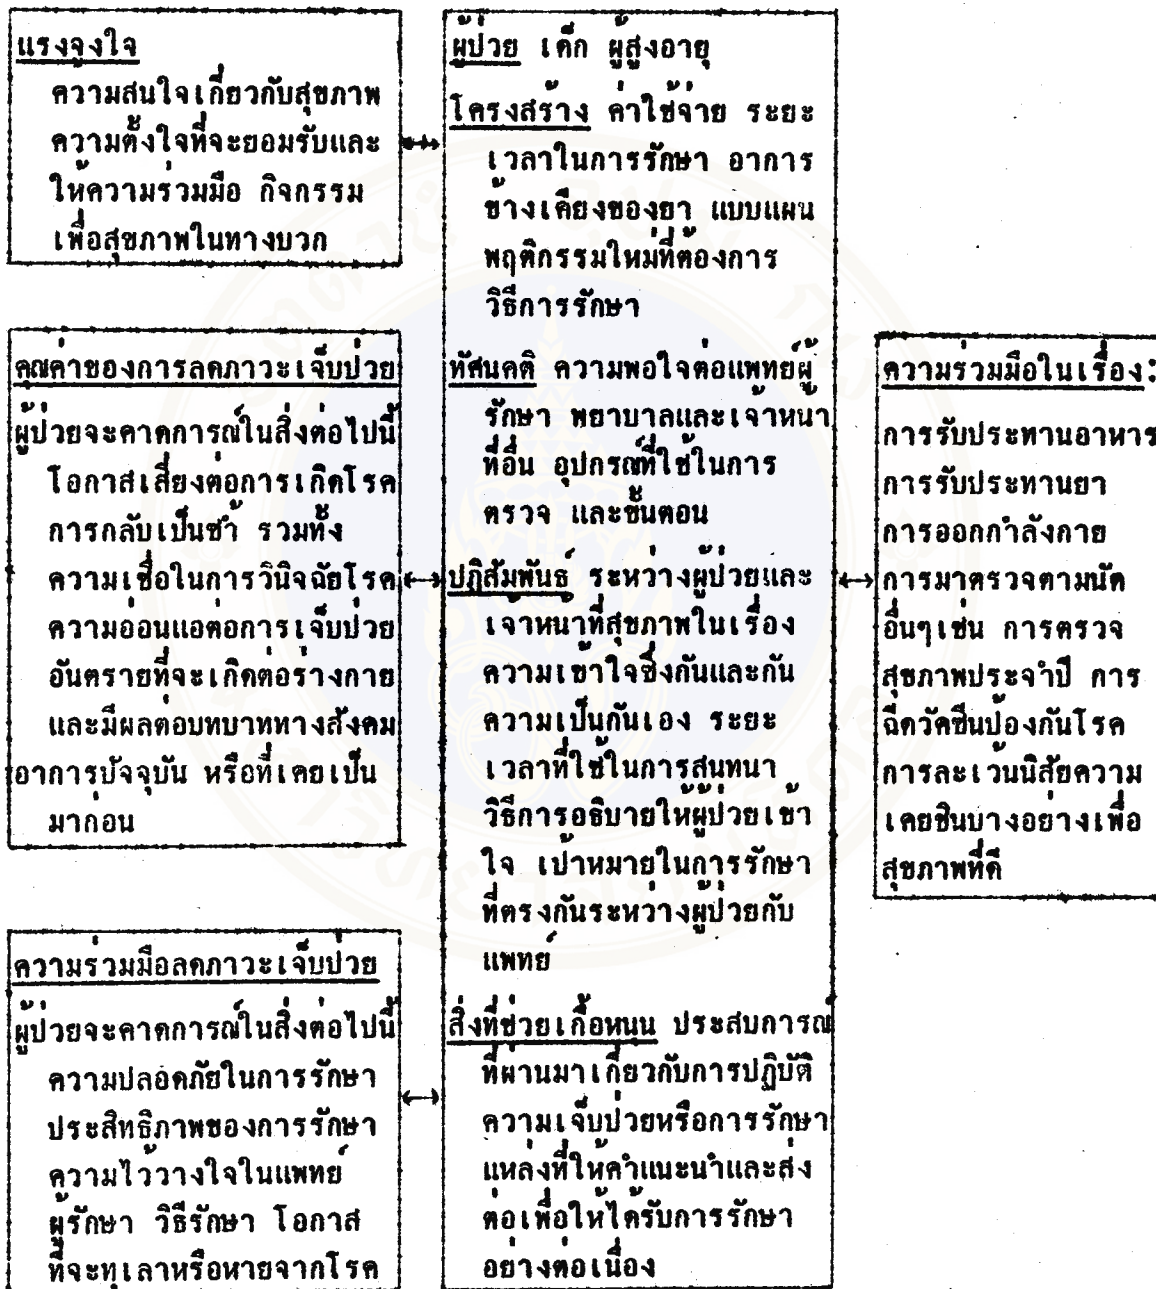 แรงจูงใจ
ความสนใจเกี่ยวกับสุขภาพ
ความตั้งใจที่จะยอมรับและ
ให้ความร่วมมือ กิจกรรม
เพื่อสุขภาพในทางบวก
คุณค่าของการลดภาวะเจ็บป่วย
ผู้ป่วยจะคาดการณ์ในสิ่งต่อไปนี้
โอกาสเสี่ยงต่อการเกิดโรค
การกลับเป็นซ้ำ รวมทั้ง
ความเชื่อในการวินิจฉัยโรค
ความอ่อนแอต่อการเจ็บป่วย
อันตรายที่จะเกิดต่อร่างกาย
และมีผลต่อบทบาททางสังคม
อาการปัจจุบัน หรือที่เคยเป็น
มาก่อน
ความร่วมมือลดภาวะเจ็บป่วย
ผู้ป่วยจะคาดการณ์ในสิ่งต่อไปนี้
ความปลอดภัยในการรักษา
ประสิทธิภาพของการรักษา
ความไว้วางใจในแพทย์
ผู้รักษา วิธีรักษา โอกาส
ที่จะทุเลาหรือหายจากโรค
ผู้ป่วย เด็ก ผู้สูงอายุ
โครงสร้าง ค่าใช้จ่าย ระยะ
เวลาในการรักษา อาการ
ข้างเคียงของยา แบบแผน
พฤติกรรมใหม่ที่ต้องการ
วิธีการรักษา
ทัศนคติ ความพอใจต่อแพทย์ผู้
รักษา พยาบาลและเจ้าหน้า
ที่อื่น อุปกรณ์ที่ใช้ในการ
ตรวจ และขั้นตอน
ปฏิสัมพันธ์ ระหว่างผู้ป่วยและ
เจ้าหน้าที่สุขภาพในเรื่อง
ความเข้าใจซึ่งกันและกัน
ความเป็นกันเอง ระยะ
เวลาที่ใช้ในการสนทนา
วิธีการอธิบายให้ผู้ป่วยเข้า
ใจ เป้าหมายในการรักษา
ที่ตรงกันระหว่างผู้ป่วยกับ
แพทย์
สิ่งที่ช่วยเกื้อหนุน ประสบการณ์
ที่ผ่านมาเกี่ยวกับการปฏิบัติ
ความเจ็บป่วยหรือการรักษา
แหล่งที่ให้คำแนะนำและส่ง
ต่อเพื่อให้ได้รับการรักษา
อย่างต่อเนื่อง
ความร่วมมือในเรื่อง:
การรับประทานอาหาร
การรับประทานยา
การออกกำลังกาย
การมาตรวจตามนัด
อื่นๆเช่น การตรวจ
สุขภาพประจำปี การ
ฉีดวัคซีนป้องกันโรค
การละเว้นนิสัยความ
เคยชินบางอย่างเพื่อ
สุขภาพที่ดี